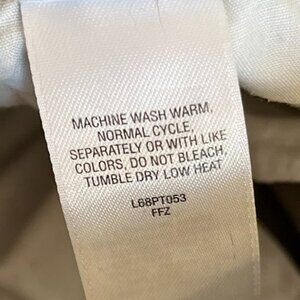 MACHINE WASH WARM,
NORMAL CYCLE,
SEPARATELY OR WITH LIKE
COLORS, DO NOT BLEACH,
TUMBLE DRY LOW HEAT
L68PT053
FFZ